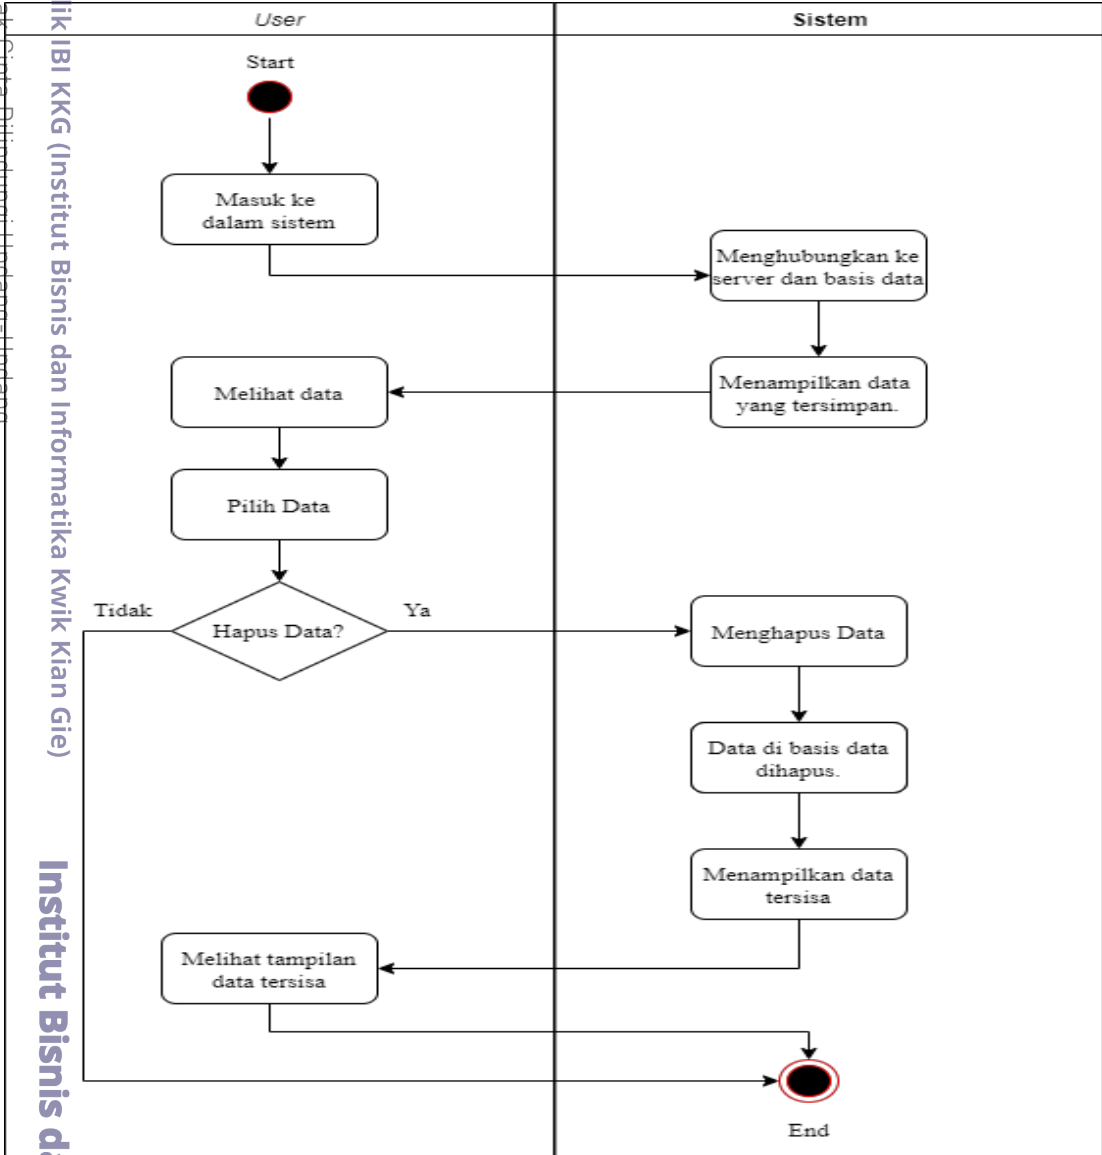 User
Sistem
Start
Masuk ke
dalam sistem
Menghubungkan ke
server dan basis data
Menampilkan data
yang tersimpan.
Melihat data
Pilih Data
Hapus Data?
Tidak
Ya
Menghapus Data
Data di basis data
dihapus.
Menampilkan data
tersisa
Melihat tampilan
data tersisa
End
lik IBI KKG (Institut Bisnis dan Informatika Kwik Kian Gie)
Institut Bisnis da